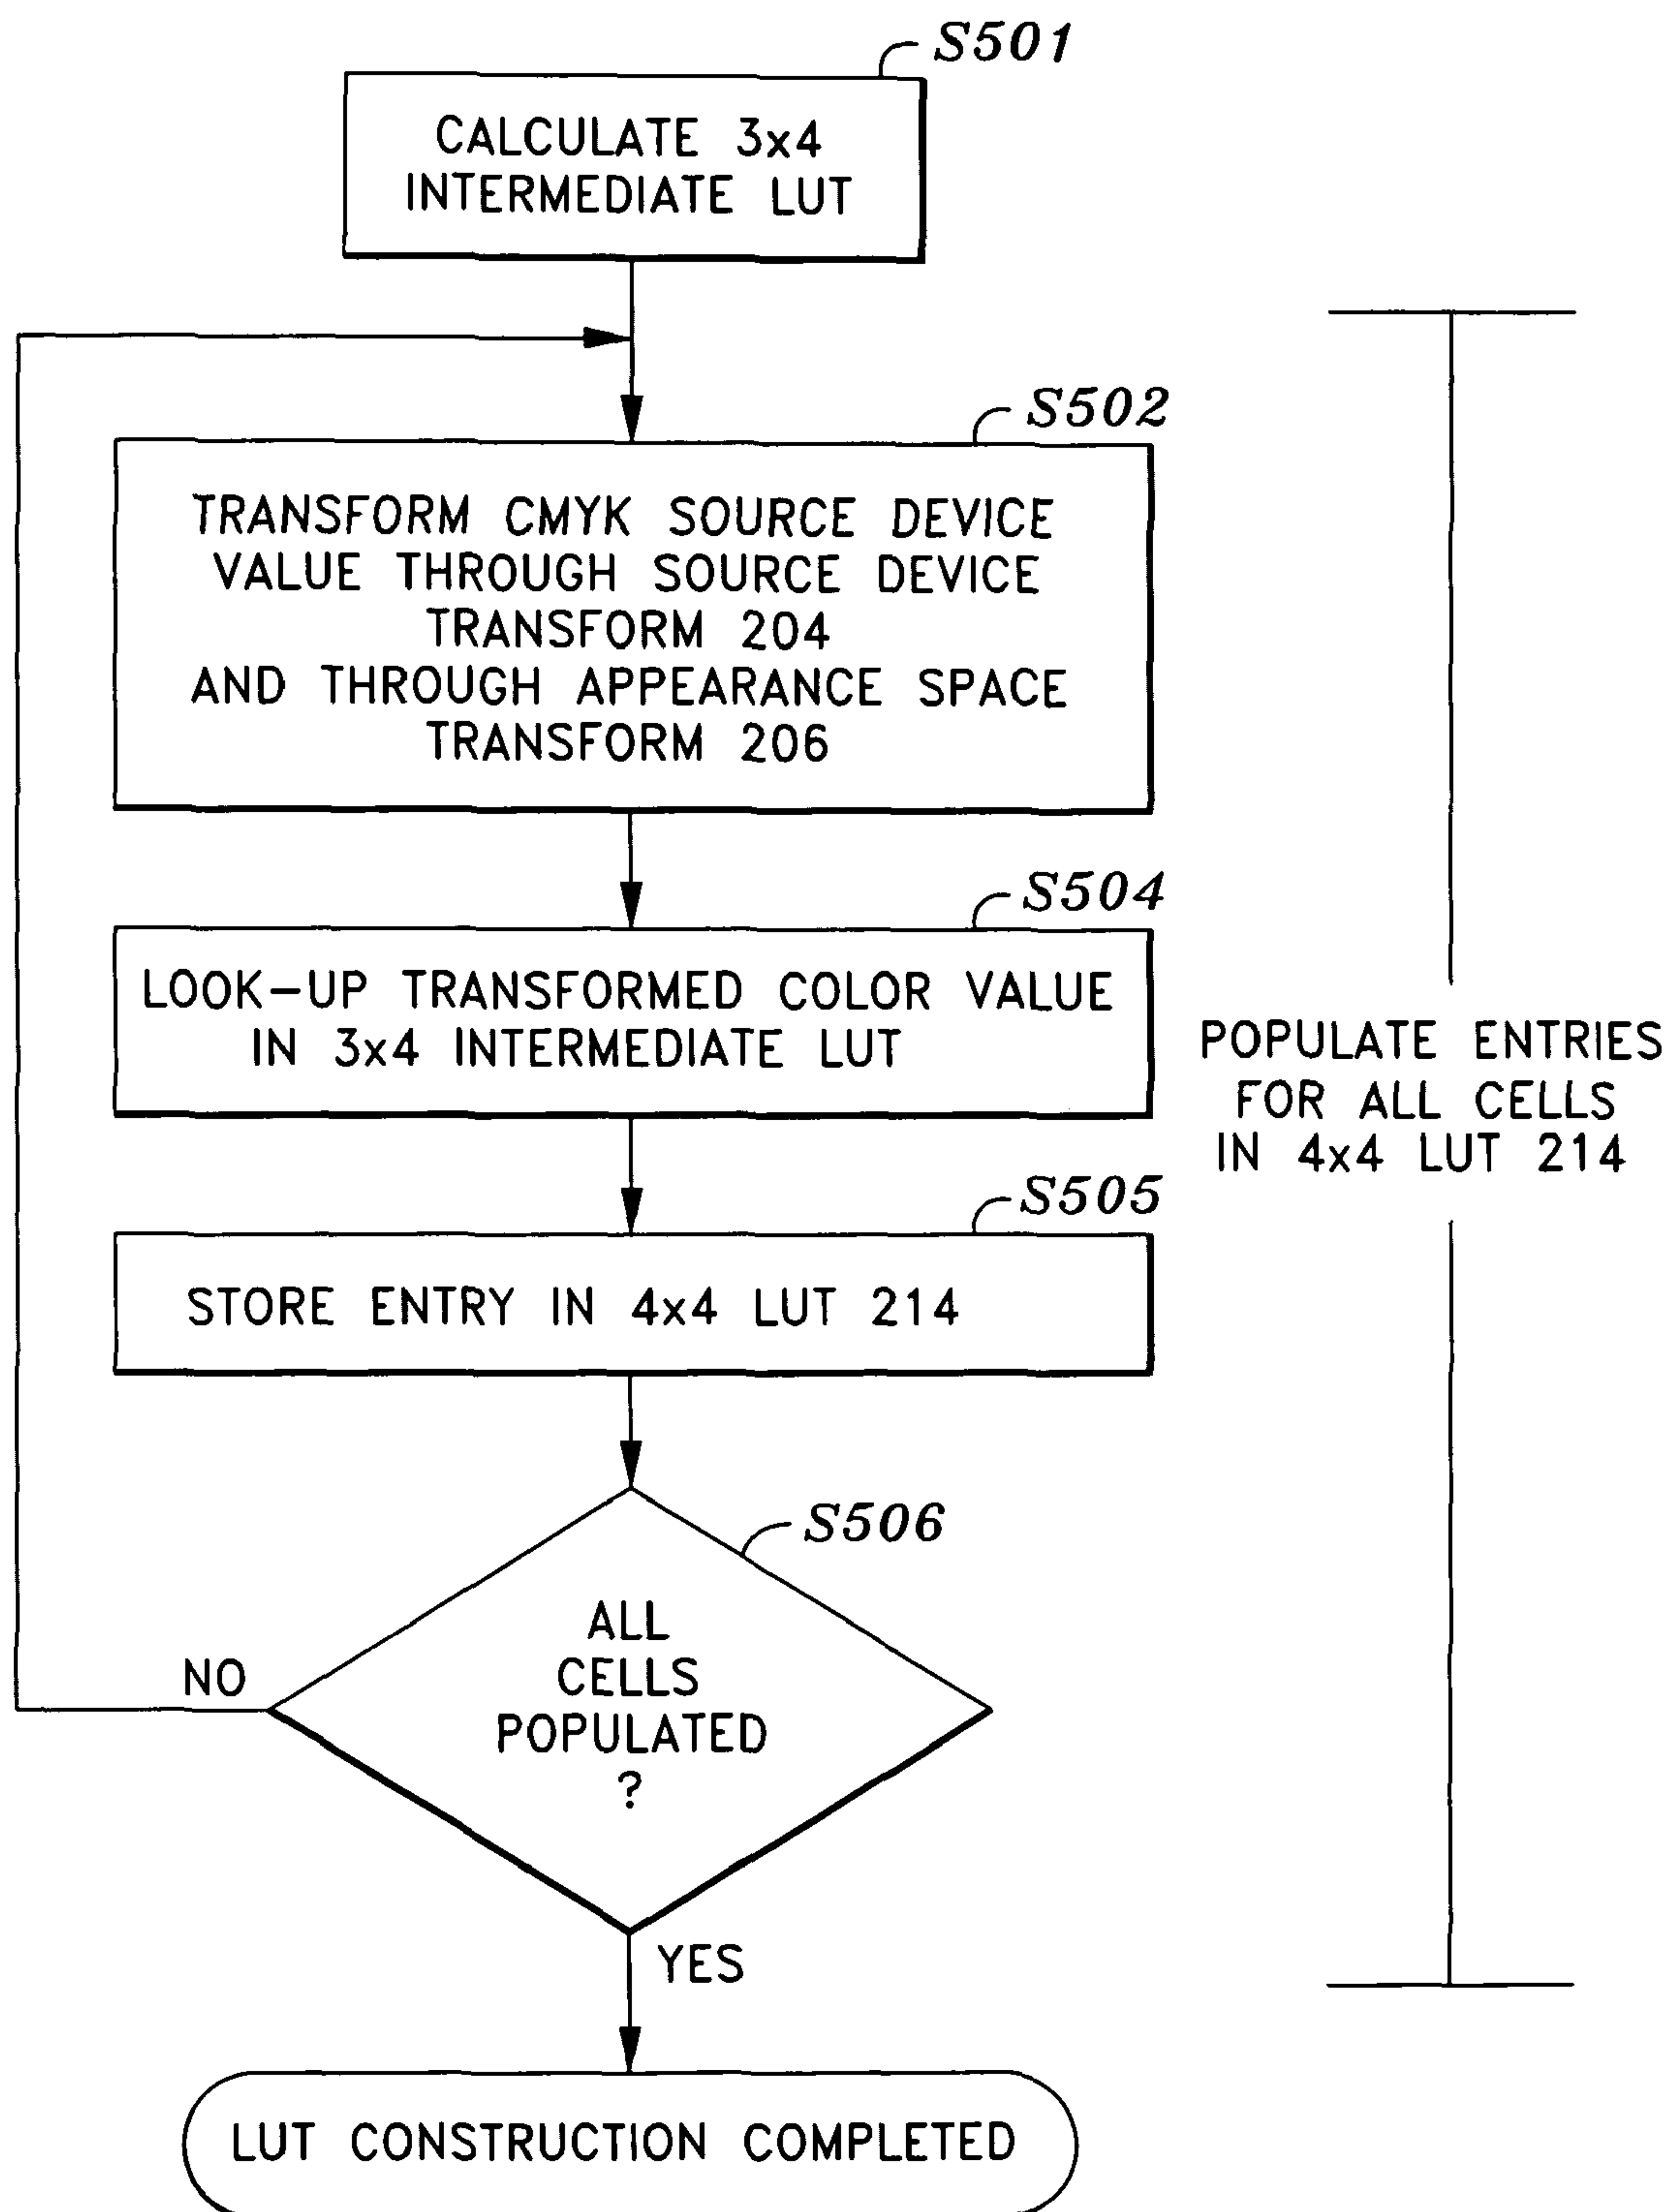 S501
CALCULATE 3x4
INTERMEDIATE LUT
S502
TRANSFORM CMYK SOURCE DEVICE
VALUE THROUGH SOURCE DEVICE
TRANSFORM 204
AND THROUGH APPEARANCE SPACE
TRANSFORM 206
S504
LOOK-UP TRANSFORMED COLOR VALUE
IN 3x4 INTERMEDIATE LUT
POPULATE ENTRIES
FOR ALL CELLS
IN 4x4 LUT 214
S505
STORE ENTRY IN 4x4 LUT 214
S506
ALL
CELLS
POPULATED
?
NO
YES
LUT CONSTRUCTION COMPLETED